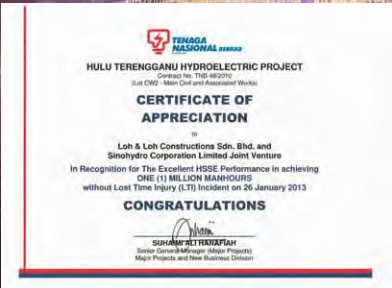 TENAGA
NASIONAL BERHAD
HULU TERENGGANU HYDROELECTRIC PROJECT
Contract No. TNB 48/2010
(Lot CW2 - Main Civil and Associated Works)
CERTIFICATE OF
APPRECIATION
to
Loh & Loh Constructions Sdn. Bhd. and
Sinohydro Corporation Limited Joint Venture
In Recognition for The Excellent HSSE Performance in achieving
ONE (1) MILLION MANHOURS
without Lost Time Injury (LTI) Incident on 26 January 2013
CONGRATULATIONS
SUHAIMI ALI HANAFIAH
Senior General Manager (Major Projects)
Major Projects and New Business Division